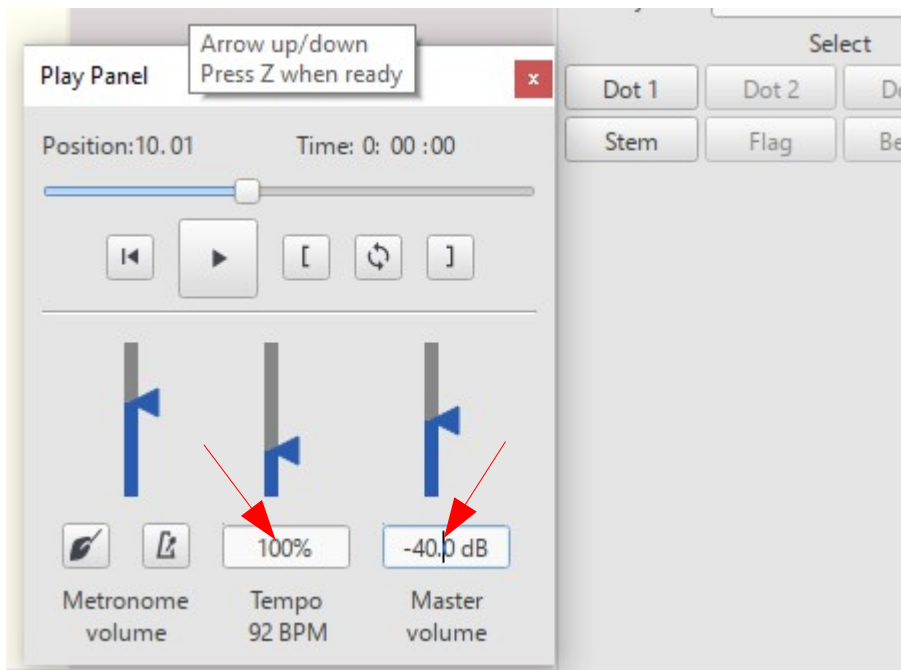 Arrow up/down
Press Z when ready
Play Panel
x
Select
Dot 1
Dot 2
Stem
Flag
Position:10. 01
Time: 0: 00 :00
[
]
100%
-40.0 dB
Metronome
volume
Tempo
92 BPM
Master
volume